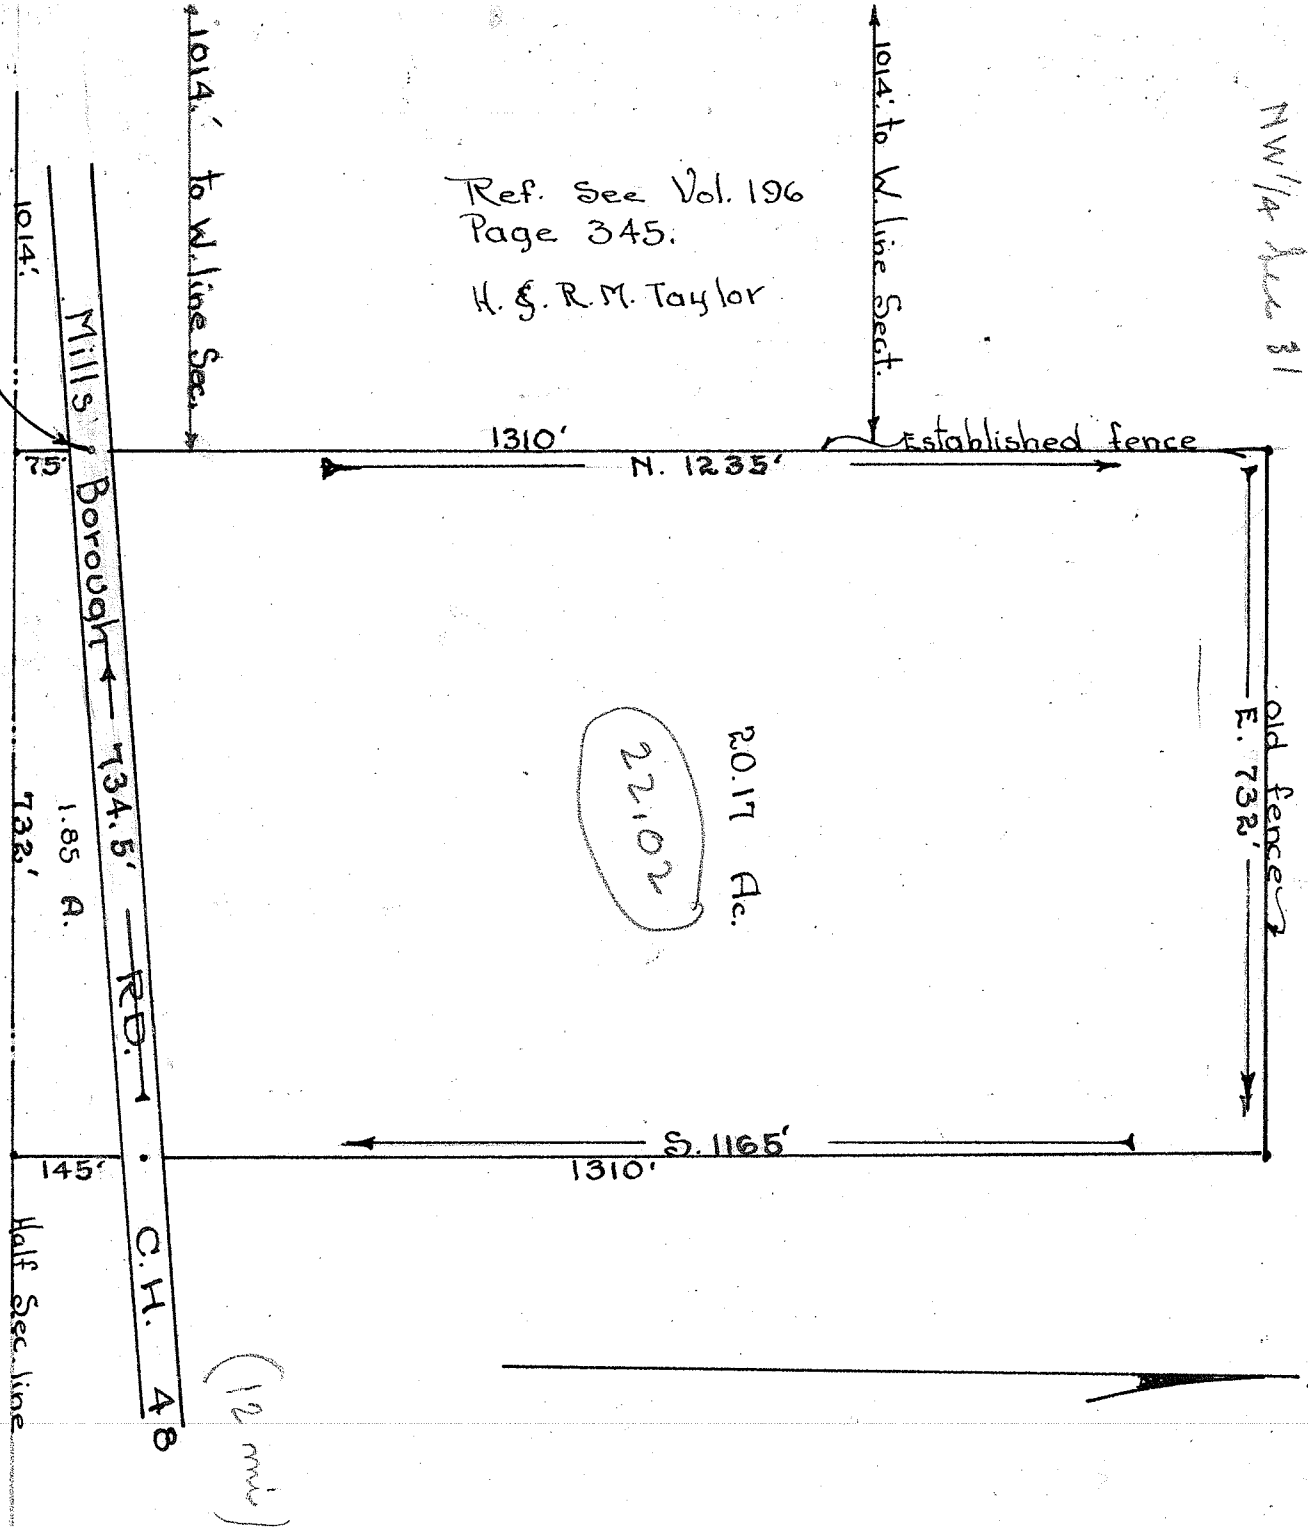 NW 1/4 Sec 31
1014.' to W. line Sec.
1014.' to W. line Sect.
Ref. See Vol. 196
Page 345.
H. & R.M. Taylor
1014.'
Mills Borough 734.5' RD. C.H. 48
75'
1310'
Established fence
N. 1235'
old fence
E. 732'
20.17 Ac.
22.02
1.85 A.
732'
S. 1165'
145'
1310'
Half Sec. line
(12 mi)